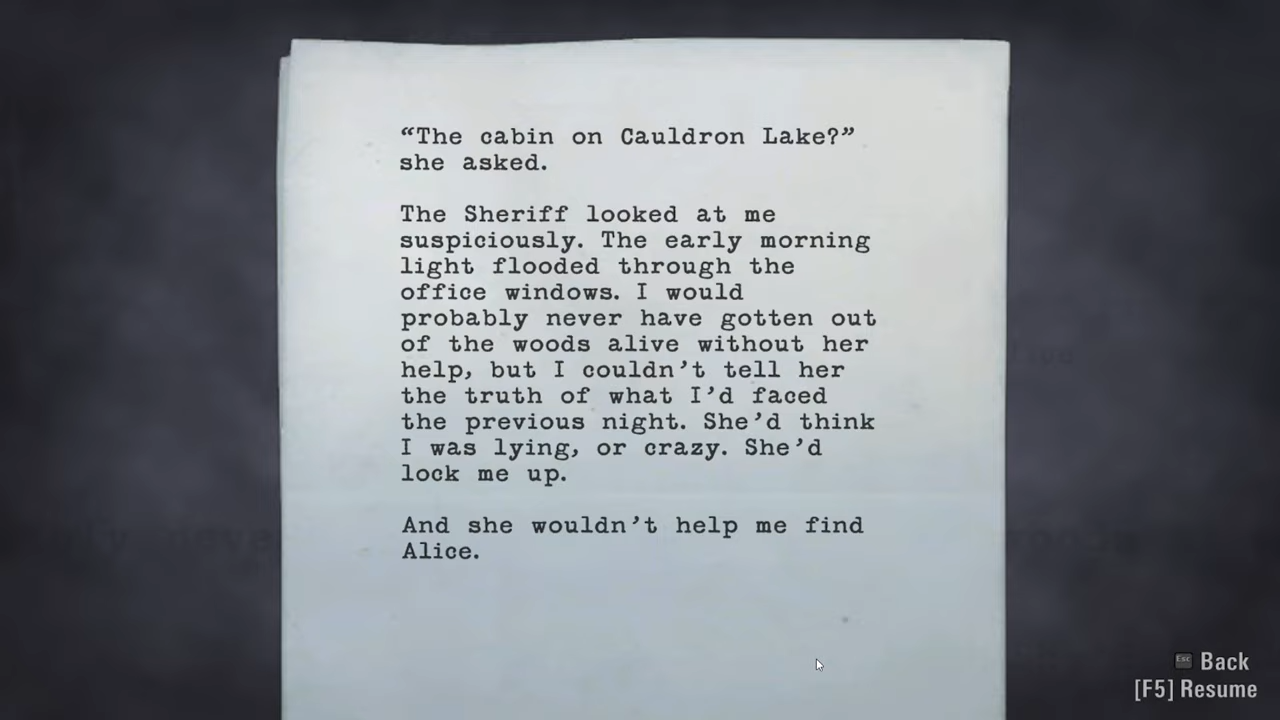 “The cabin on Cauldron Lake?”
she asked.
The Sheriff looked at me
suspiciously. The early morning
light flooded through the
office windows. I would
probably never have gotten out
of the woods alive without her
help, but I couldn’t tell her
the truth of what I’d faced
the previous night. She’d think
I was lying, or crazy. She’d
lock me up.
And she wouldn’t help me find
Alice.
Esc Back
[F5] Resume